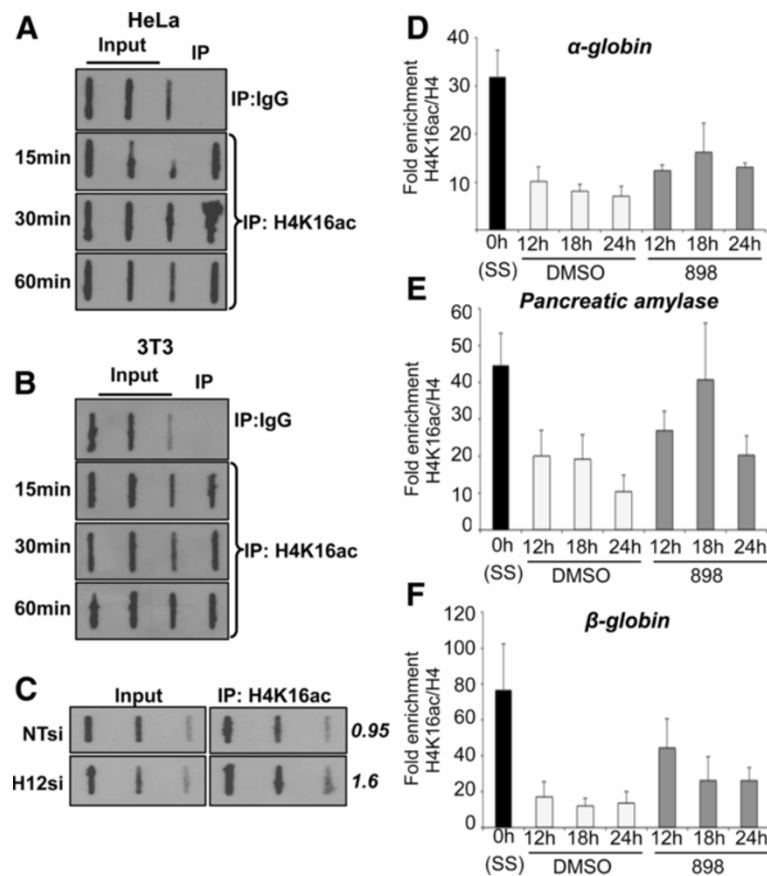 A
HeLa
Input IP
IP:IgG
15min
30min
IP: H4K16ac
60min
B
3T3
Input IP
IP:IgG
15min
30min
IP: H4K16ac
60min
C
Input IP: H4K16ac
NTsi 0.95
H12si 1.6
D
α-globin
Fold enrichment
H4K16ac/H4
40
30
20
10
0h 12h 18h 24h 12h 18h 24h
(SS) DMSO 898
E
Pancreatic amylase
Fold enrichment
H4K16ac/H4
60
50
40
30
20
10
0
0h 12h 18h 24h 12h 18h 24h
(SS) DMSO 898
F
β-globin
Fold enrichment
H4K16ac/H4
120
100
80
60
40
20
0
0h 12h 18h 24h 12h 18h 24h
(SS) DMSO 898